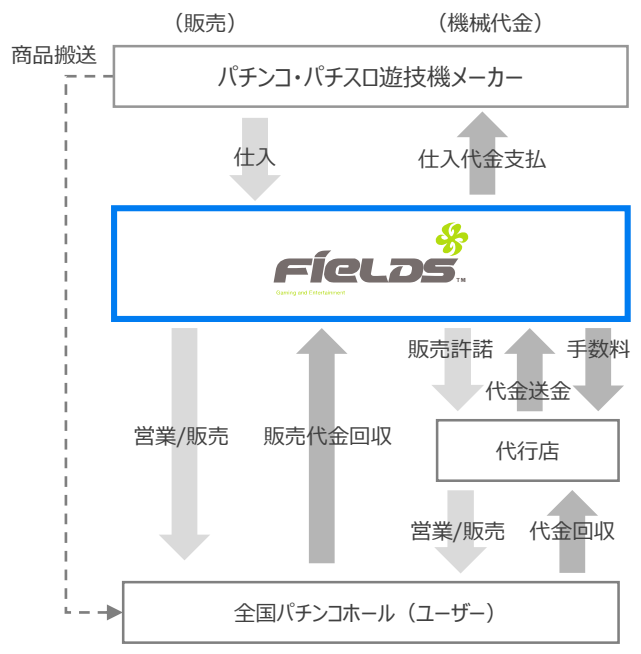 （販売）
（機械代金）
商品搬送
パチンコ・パチスロ遊技機メーカー
仕入
仕入代金支払
FIELDS™
Gaming and Entertainment
販売許諾
手数料
代金送金
営業/販売
販売代金回収
代行店
営業/販売
代金回収
全国パチンコホール（ユーザー）